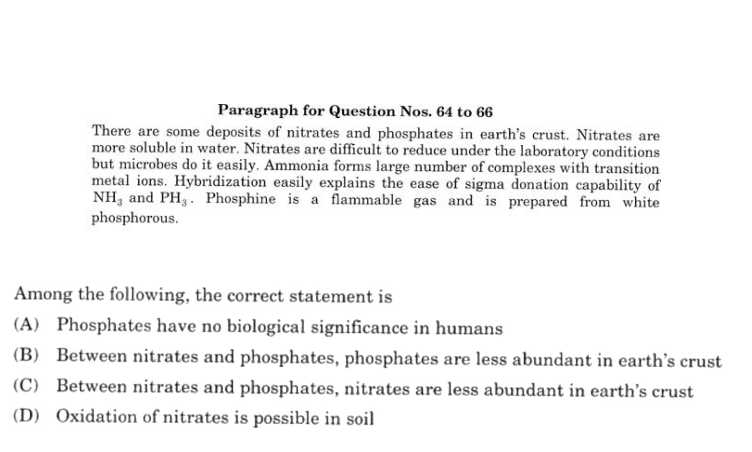 Paragraph for Question Nos. 64 to 66
There are some deposits of nitrates and phosphates in earth's crust. Nitrates are
more soluble in water. Nitrates are difficult to reduce under the laboratory conditions
but microbes do it easily. Ammonia forms large number of complexes with transition
metal ions. Hybridization easily explains the ease of sigma donation capability of
NH₃ and PH₃. Phosphine is a flammable gas and is prepared from white
phosphorous.
Among the following, the correct statement is
(A) Phosphates have no biological significance in humans
(B) Between nitrates and phosphates, phosphates are less abundant in earth's crust
(C) Between nitrates and phosphates, nitrates are less abundant in earth's crust
(D) Oxidation of nitrates is possible in soil